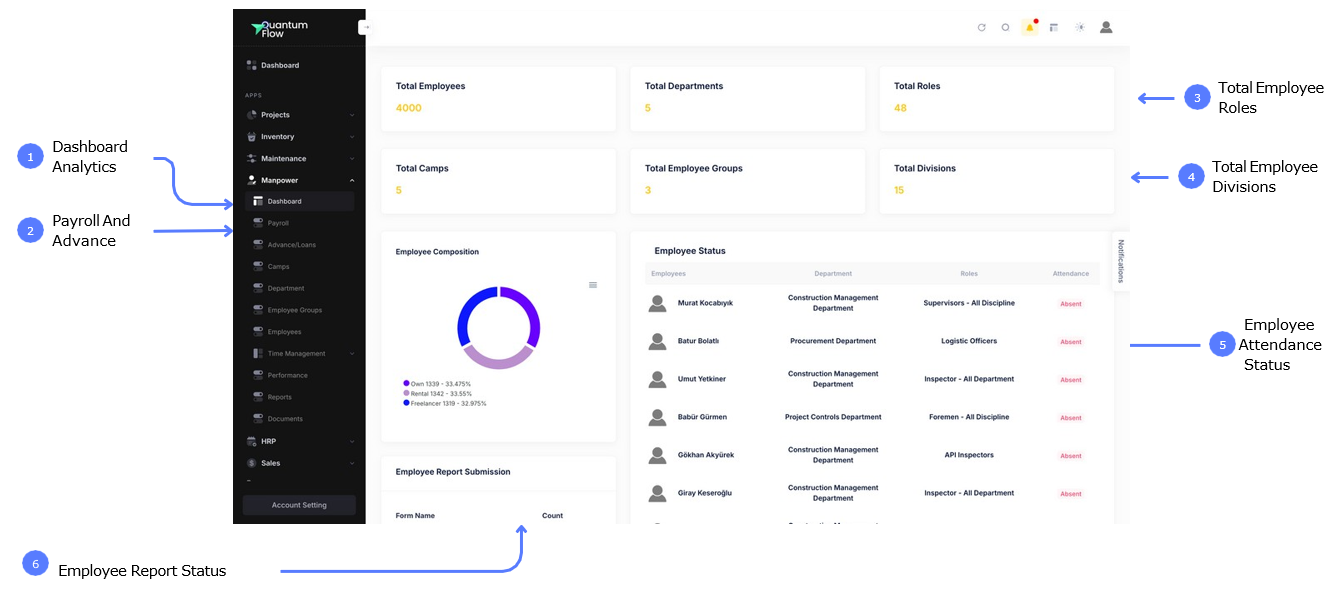 Quantum
Flow
Dashboard
APPS
Projects
Inventory
Maintenance
Manpower
Dashboard
Payroll
Advance/Loans
Camps
Department
Employee Groups
Employees
Time Management
Performance
Reports
Documents
HRP
Sales
Account Setting
1
Dashboard
Analytics
2
Payroll And
Advance
Total Employees
4000
Total Departments
5
Total Roles
48
Total Camps
5
Total Employee Groups
3
Total Divisions
15
3
Total Employee
Roles
4
Total Employee
Divisions
Employee Composition
Own 1339 - 33.475%
Rental 1342 - 33.55%
Freelancer 1319 - 32.975%
Employee Report Submission
Form Name Count
Employee Status
Employees Department Roles Attendance
Murat Kocabıyık Construction Management Department Supervisors - All Discipline Absent
Batur Bolatlı Procurement Department Logistic Officers Absent
Umut Yetkiner Construction Management Department Inspector - All Department Absent
Babür Gürmen Project Controls Department Foremen - All Discipline Absent
Gökhan Akyürek Construction Management Department API Inspectors Absent
Giray Keseroğlu Construction Management Department Inspector - All Department Absent
Notifications
5
Employee
Attendance
Status
6
Employee Report Status